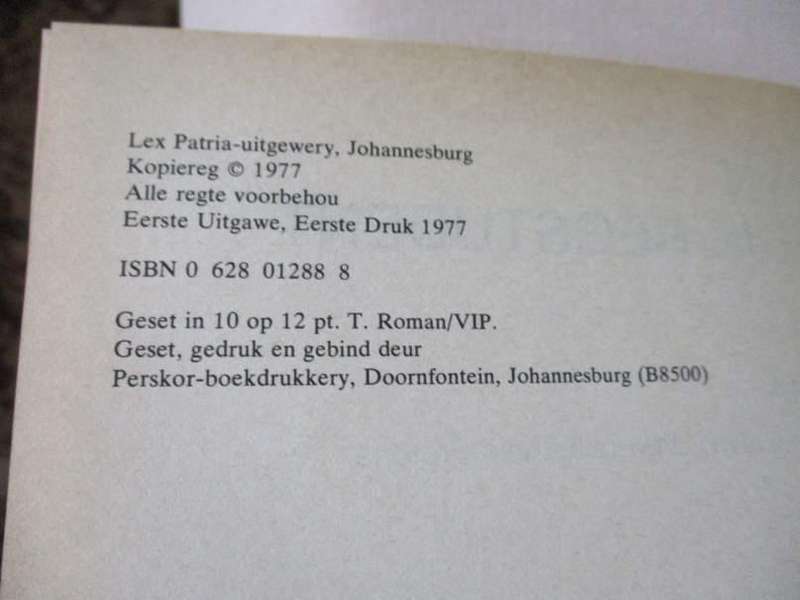 Lex Patria-uitgewery, Johannesburg
Kopiereg © 1977
Alle regte voorbehou
Eerste Uitgawe, Eerste Druk 1977
ISBN 0 628 01288 8
Geset in 10 op 12 pt. T. Roman/VIP.
Geset, gedruk en gebind deur
Perskor-boekdrukkery, Doornfontein, Johannesburg (B8500)